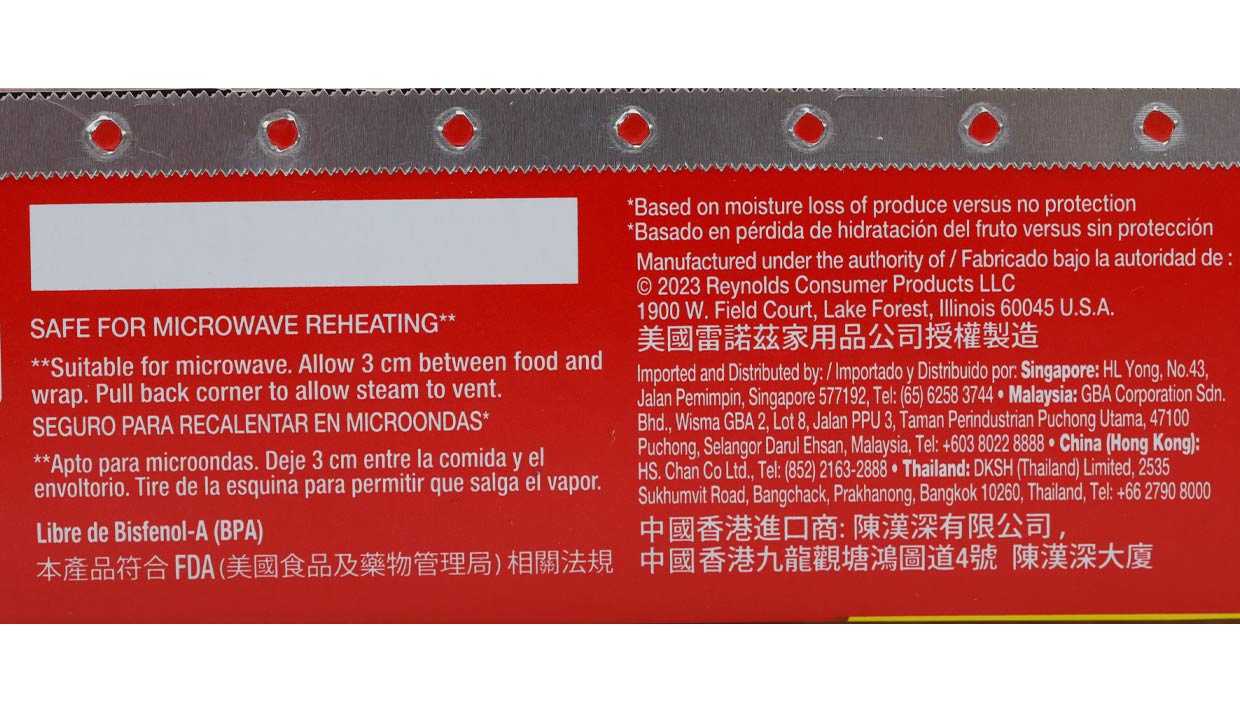 SAFE FOR MICROWAVE REHEATING**
**Suitable for microwave. Allow 3 cm between food and
wrap. Pull back corner to allow steam to vent.
SEGURO PARA RECALENTAR EN MICROONDAS*
**Apto para microondas. Deje 3 cm entre la comida y el
envoltorio. Tire de la esquina para permitir que salga el vapor.
Libre de Bisfenol-A (BPA)
本產品符合 FDA (美國食品及藥物管理局) 相關法規
*Based on moisture loss of produce versus no protection
*Basado en pérdida de hidratación del fruto versus sin protección
Manufactured under the authority of / Fabricado bajo la autoridad de :
© 2023 Reynolds Consumer Products LLC
1900 W. Field Court, Lake Forest, Illinois 60045 U.S.A.
美國雷諾茲家用品公司授權製造
Imported and Distributed by: / Importado y Distribuido por: Singapore: HL Yong, No.43,
Jalan Pemimpin, Singapore 577192, Tel: (65) 6258 3744 • Malaysia: GBA Corporation Sdn.
Bhd., Wisma GBA 2, Lot 8, Jalan PPU 3, Taman Perindustrian Puchong Utama, 47100
Puchong, Selangor Darul Ehsan, Malaysia, Tel: +603 8022 8888 • China (Hong Kong):
HS. Chan Co Ltd., Tel: (852) 2163-2888 • Thailand: DKSH (Thailand) Limited, 2535
Sukhumvit Road, Bangchack, Prakhanong, Bangkok 10260, Thailand, Tel: +66 2790 8000
中國香港進口商: 陳漢深有限公司 ,
中國香港九龍觀塘鴻圖道4號 陳漢深大廈